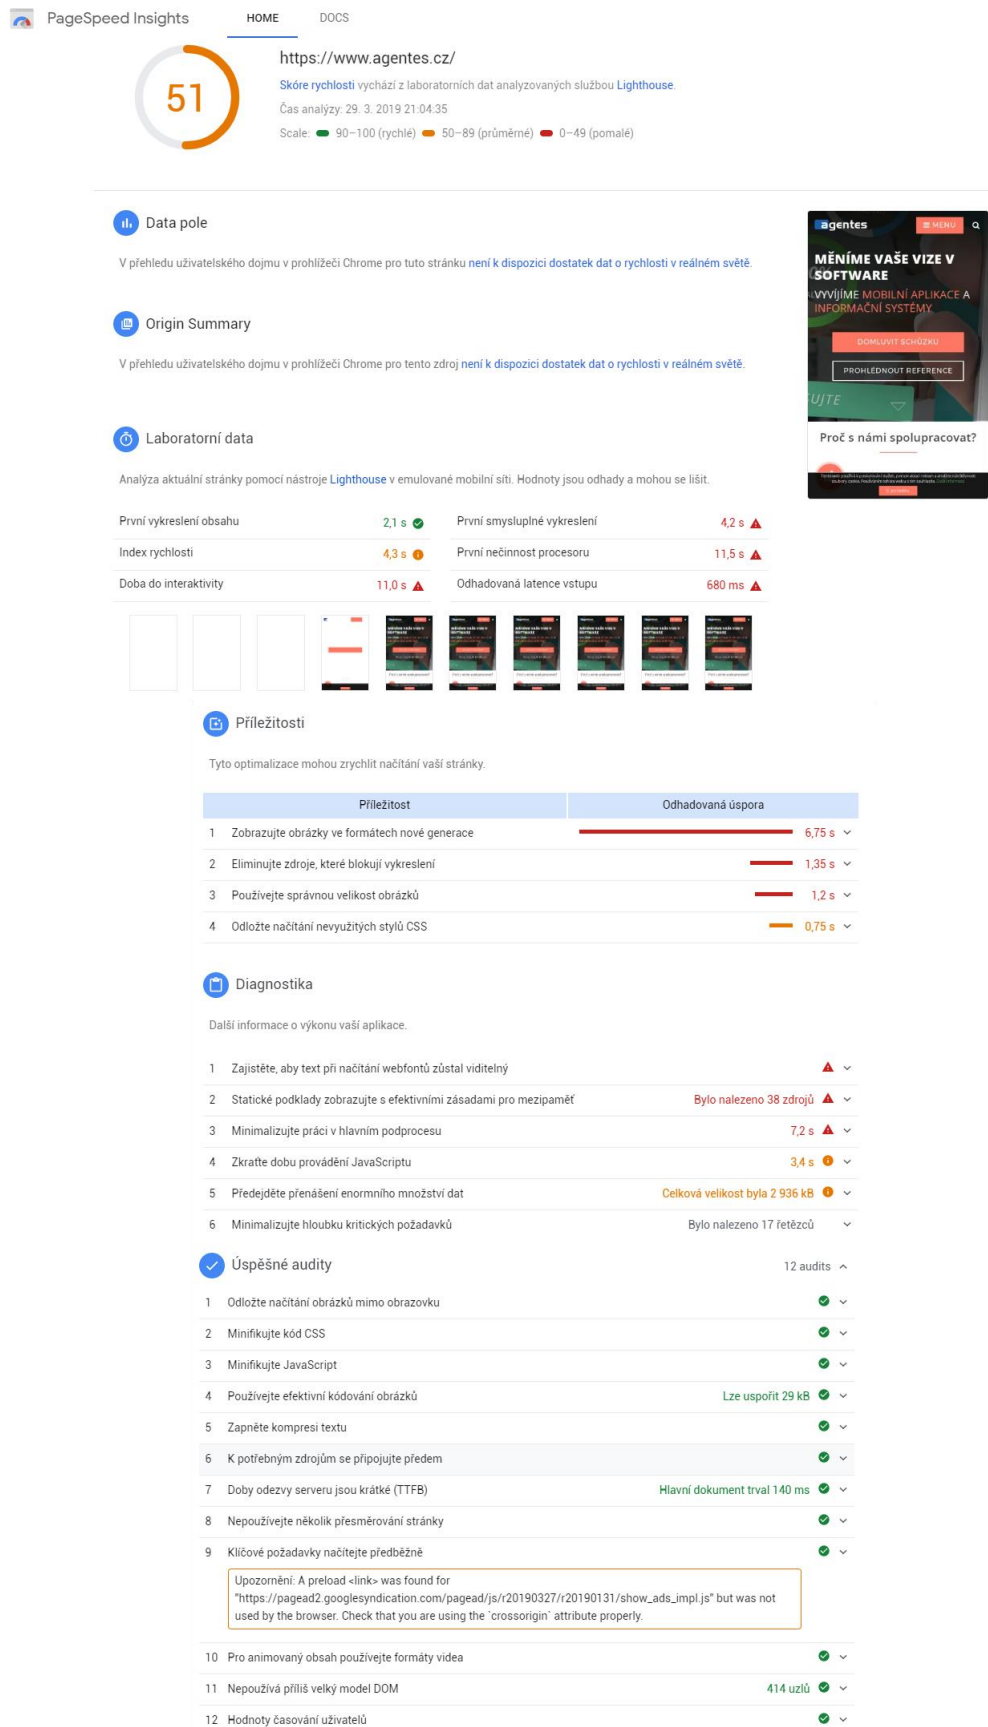 PageSpeed Insights HOME DOCS
51
https://www.agentes.cz/
Skóre rychlosti vychází z laboratorních dat analyzovaných službou Lighthouse.
Čas analýzy: 29. 3. 2019 21:04:35
Scale: 90–100 (rychlé) 50–89 (průměrné) 0–49 (pomalé)
Data pole
V přehledu uživatelského dojmu v prohlížeči Chrome pro tuto stránku není k dispozici dostatek dat o rychlosti v reálném světě.
Origin Summary
V přehledu uživatelského dojmu v prohlížeči Chrome pro tento zdroj není k dispozici dostatek dat o rychlosti v reálném světě.
agentes MENU
MĚNÍME VAŠE VIZE V
SOFTWARE
VYVÍJÍME MOBILNÍ APLIKACE A
INFORMAČNÍ SYSTÉMY
DOMLUVIT SCHŮZKU
PROHLÉDNOUT REFERENCE
Proč s námi spolupracovat?
Laboratorní data
Analýza aktuální stránky pomocí nástroje Lighthouse v emulované mobilní síti. Hodnoty jsou odhady a mohou se lišit.
První vykreslení obsahu 2,1 s První smysluplné vykreslení 4,2 s
Index rychlosti 4,3 s První nečinnost procesoru 11,5 s
Doba do interaktivity 11,0 s Odhadovaná latence vstupu 680 ms
Příležitosti
Tyto optimalizace mohou zrychlit načítání vaší stránky.
Příležitost Odhadovaná úspora
1 Zobrazujte obrázky ve formátech nové generace 6,75 s
2 Eliminujte zdroje, které blokují vykreslení 1,35 s
3 Používejte správnou velikost obrázků 1,2 s
4 Odložte načítání nevyužitých stylů CSS 0,75 s
Diagnostika
Další informace o výkonu vaší aplikace.
1 Zajistěte, aby text při načítání webfontů zůstal viditelný
2 Statické podklady zobrazujte s efektivními zásadami pro mezipaměť Bylo nalezeno 38 zdrojů
3 Minimalizujte práci v hlavním podprocesu 7,2 s
4 Zkraťte dobu provádění JavaScriptu 3,4 s
5 Předejděte přenášení enormního množství dat Celková velikost byla 2 936 kB
6 Minimalizujte hloubku kritických požadavků Bylo nalezeno 17 řetězců
Úspěšné audity 12 audits
1 Odložte načítání obrázků mimo obrazovku
2 Minifikujte kód CSS
3 Minifikujte JavaScript
4 Používejte efektivní kódování obrázků Lze uspořit 29 kB
5 Zapněte kompresi textu
6 K potřebným zdrojům se připojujte předem
7 Doby odezvy serveru jsou krátké (TTFB) Hlavní dokument trval 140 ms
8 Nepoužívejte několik přesměrování stránky
9 Klíčové požadavky načítejte předběžně
Upozornění: A preload <link> was found for
"https://pagead2.googlesyndication.com/pagead/js/r20190327/r20190131/show_ads_impl.js" but was not
used by the browser. Check that you are using the `crossorigin` attribute properly.
10 Pro animovaný obsah používejte formáty videa
11 Nepoužívá příliš velký model DOM 414 uzlů
12 Hodnoty časování uživatelů